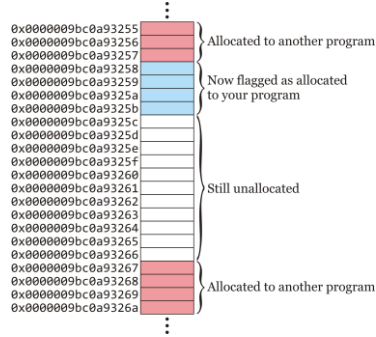 0x0000009bc0a93255
0x0000009bc0a93256
0x0000009bc0a93257
Allocated to another program
0x0000009bc0a93258
0x0000009bc0a93259
0x0000009bc0a9325a
0x0000009bc0a9325b
Now flagged as allocated
to your program
0x0000009bc0a9325c
0x0000009bc0a9325d
0x0000009bc0a9325e
0x0000009bc0a9325f
0x0000009bc0a93260
0x0000009bc0a93261
0x0000009bc0a93262
0x0000009bc0a93263
0x0000009bc0a93264
0x0000009bc0a93265
0x0000009bc0a93266
Still unallocated
0x0000009bc0a93267
0x0000009bc0a93268
0x0000009bc0a93269
0x0000009bc0a9326a
Allocated to another program